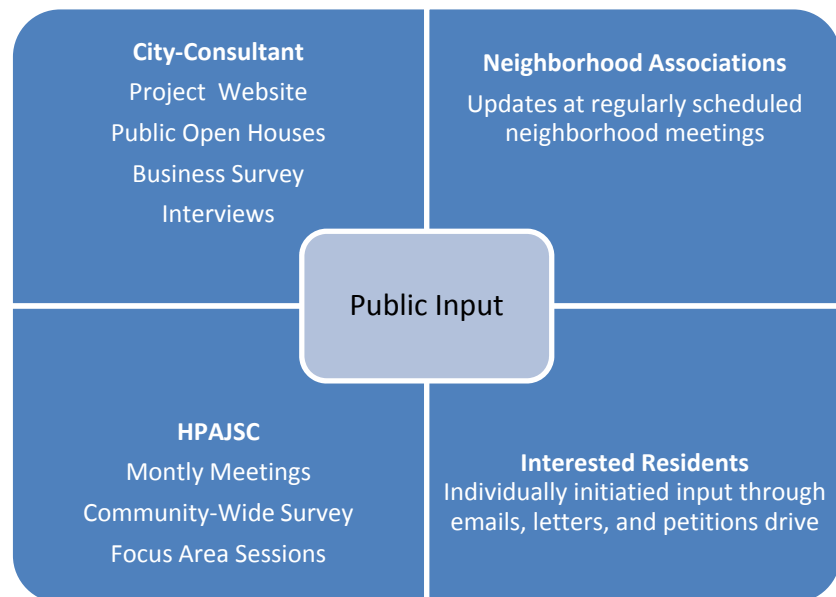 City-Consultant
Project Website
Public Open Houses
Business Survey
Interviews
Neighborhood Associations
Updates at regularly scheduled
neighborhood meetings
Public Input
HPAJSC
Montly Meetings
Community-Wide Survey
Focus Area Sessions
Interested Residents
Individually initiatied input through
emails, letters, and petitions drive